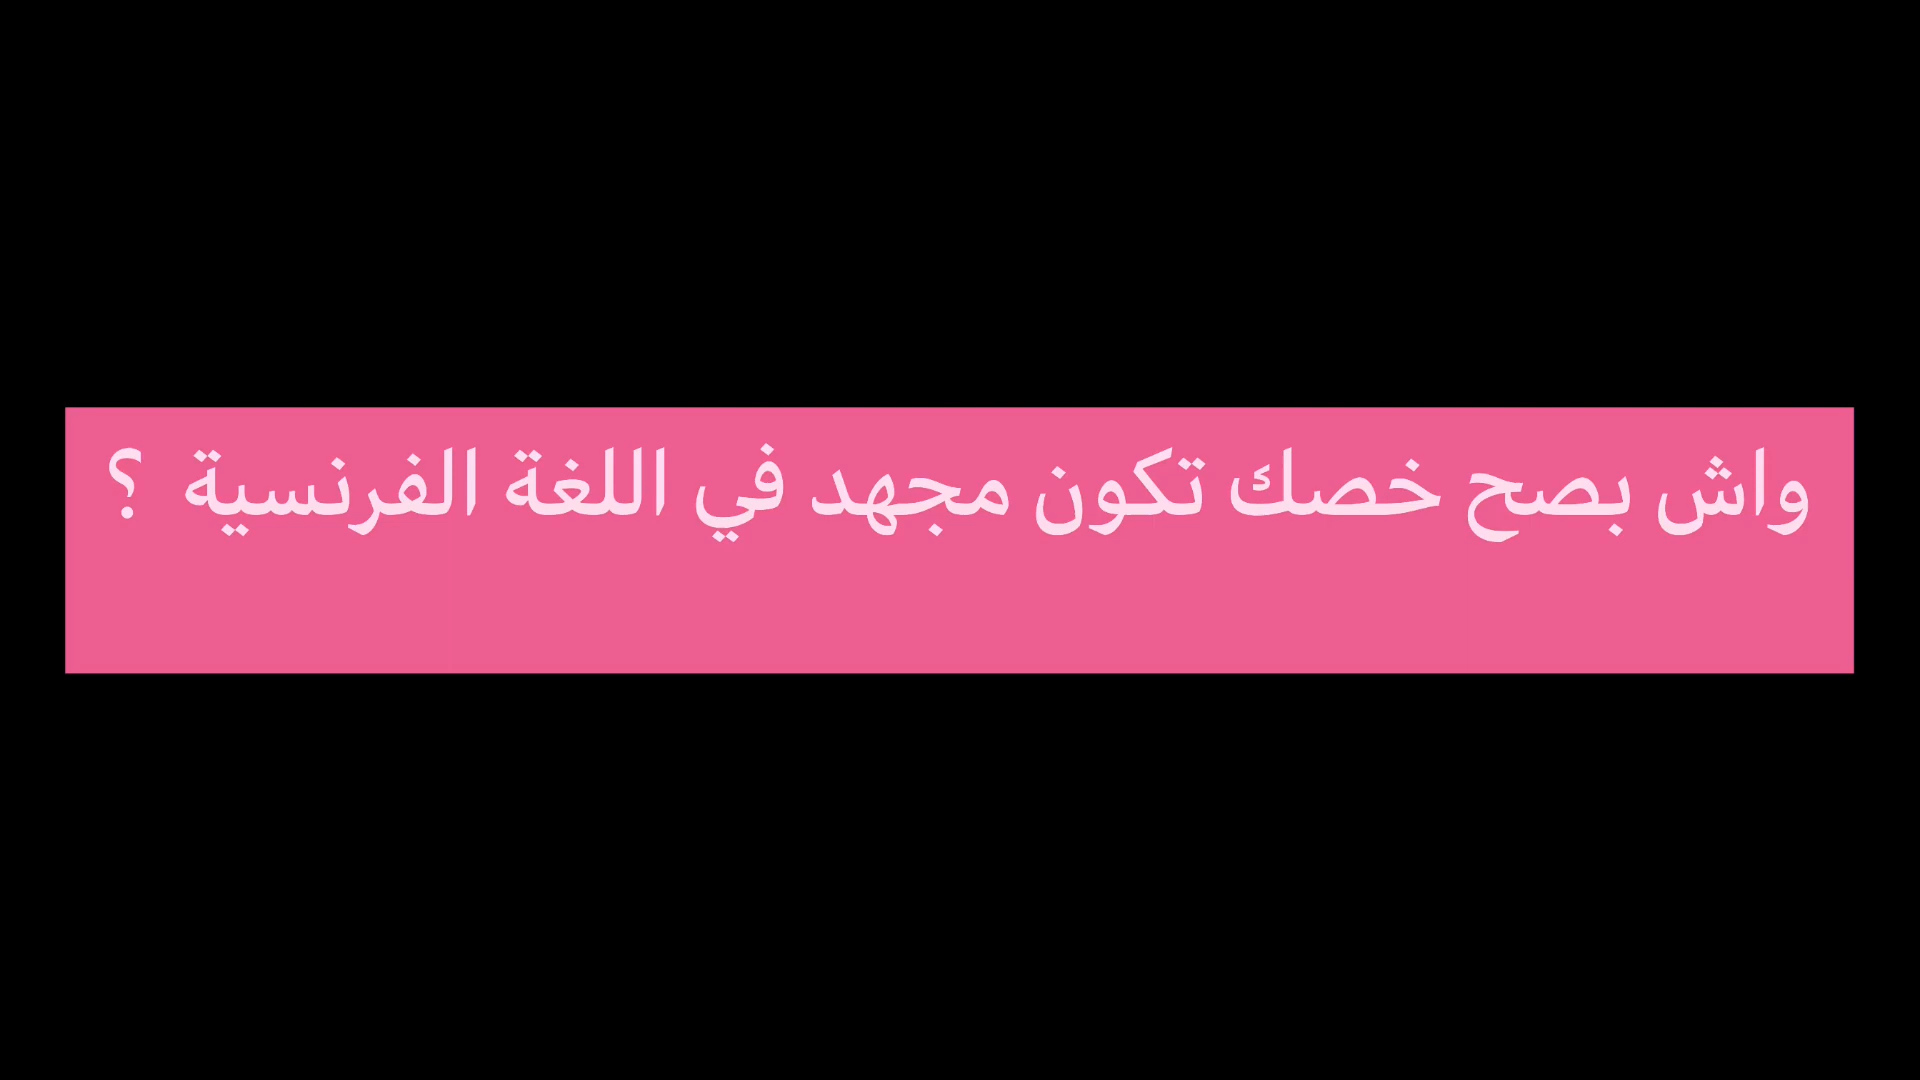 واش بصح خصك تكون مجهد في اللغة الفرنسية ؟